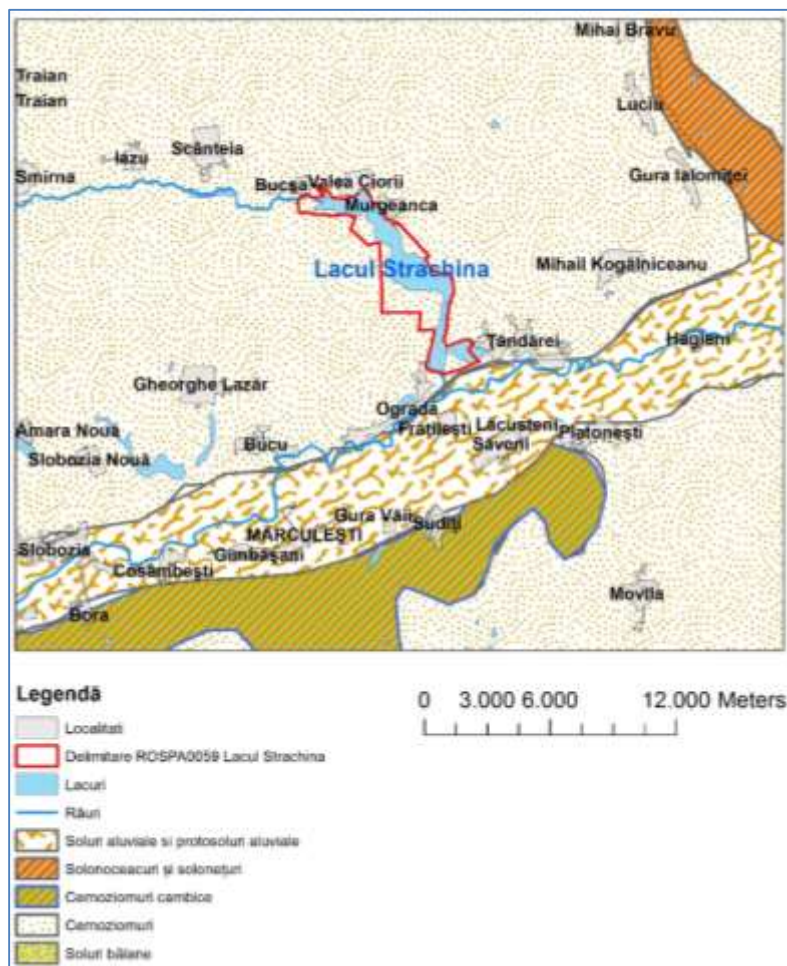 Mihai Bravu
Traian
Traian
Luciu
Scânteia
Iazu
Smirna
Gura Ialomiței
Bucșa Valea Ciorii
Murgeanca
Lacul Strachina
Mihail Kogălniceanu
Țăndărei
Hagieni
Gheorghe Lazăr
Ograda
Amara Nouă
Bucu
Frățilești
Lăcusteni
Platonești
Slobozia Nouă
Săveni
Gura Văii
Sudiți
MĂRCULEȘTI
Slobozia
Gimbășani
Cosâmbești
Movila
Bora
Legendă
0 3.000 6.000 12.000 Meters
Localitati
Delimitare ROSPA0059 Lacul Strachina
Lacuri
Râuri
Soluri aluviale si protosoluri aluviale
Solonceacuri și solonețuri
Cernoziomuri cambice
Cernoziomuri
Soluri bălane